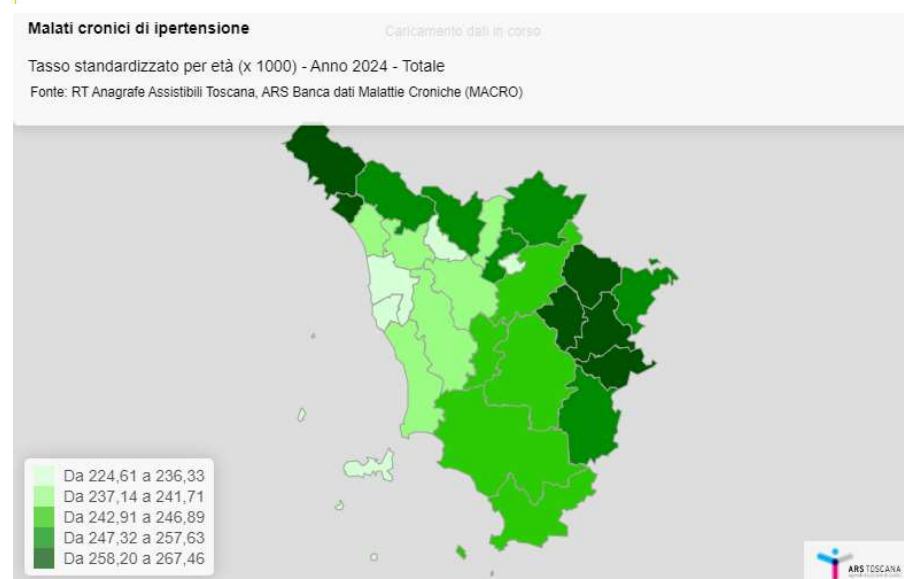 Malati cronici di ipertensione
Caricamento dati in corso
Tasso standardizzato per età (x 1000) - Anno 2024 - Totale
Fonte: RT Anagrafe Assistibili Toscana, ARS Banca dati Malattie Croniche (MACRO)
Da 224,61 a 236,33
Da 237,14 a 241,71
Da 242,91 a 246,89
Da 247,32 a 257,63
Da 258,20 a 267,46
ARS TOSCANA